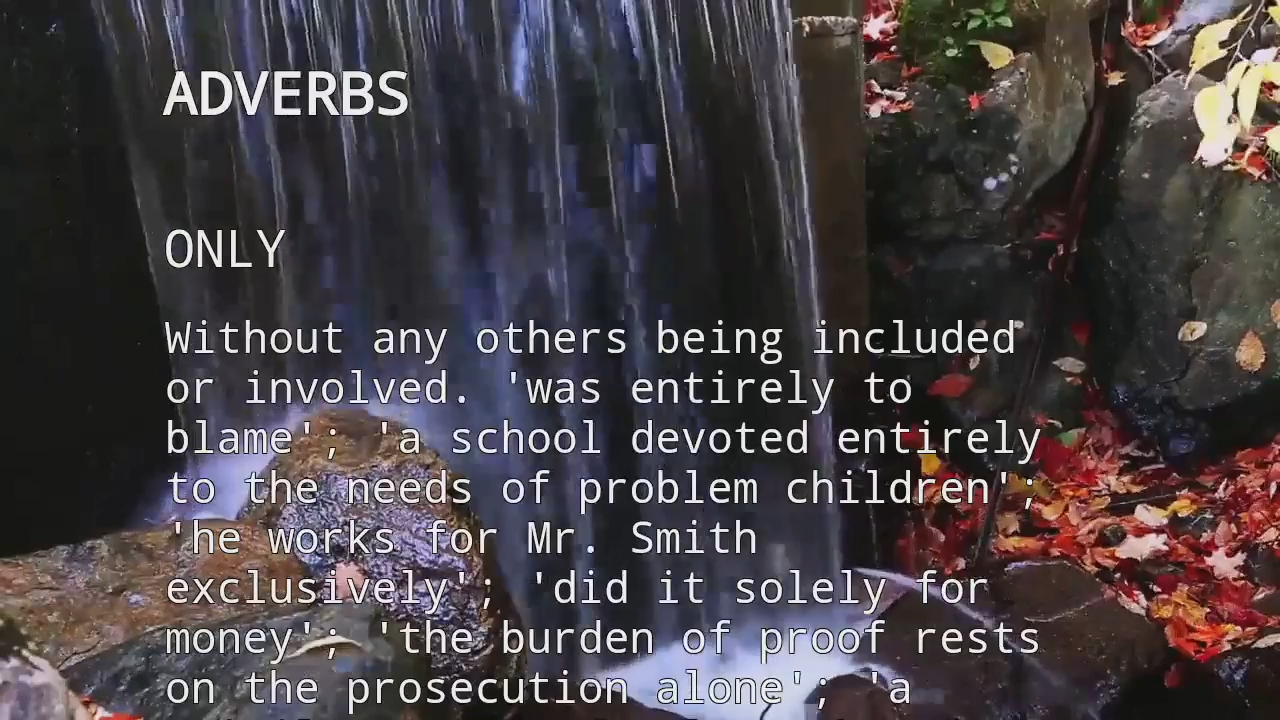 ADVERBS
ONLY
Without any others being included
or involved. 'was entirely to
blame'; 'a school devoted entirely
to the needs of problem children';
'he works for Mr. Smith
exclusively'; 'did it solely for
money'; 'the burden of proof rests
on the prosecution alone'; 'a